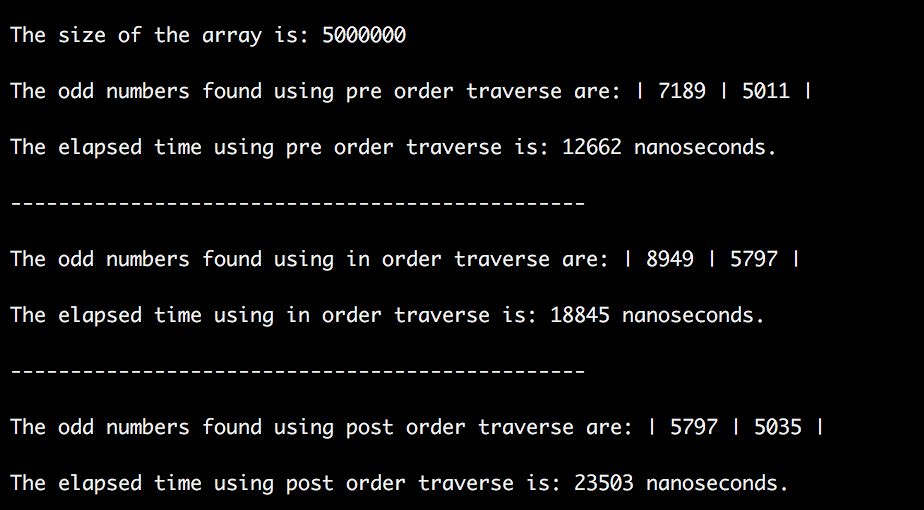 The size of the array is: 5000000
The odd numbers found using pre order traverse are: | 7189 | 5011 |
The elapsed time using pre order traverse is: 12662 nanoseconds.
------------------------------------------------
The odd numbers found using in order traverse are: | 8949 | 5797 |
The elapsed time using in order traverse is: 18845 nanoseconds.
------------------------------------------------
The odd numbers found using post order traverse are: | 5797 | 5035 |
The elapsed time using post order traverse is: 23503 nanoseconds.